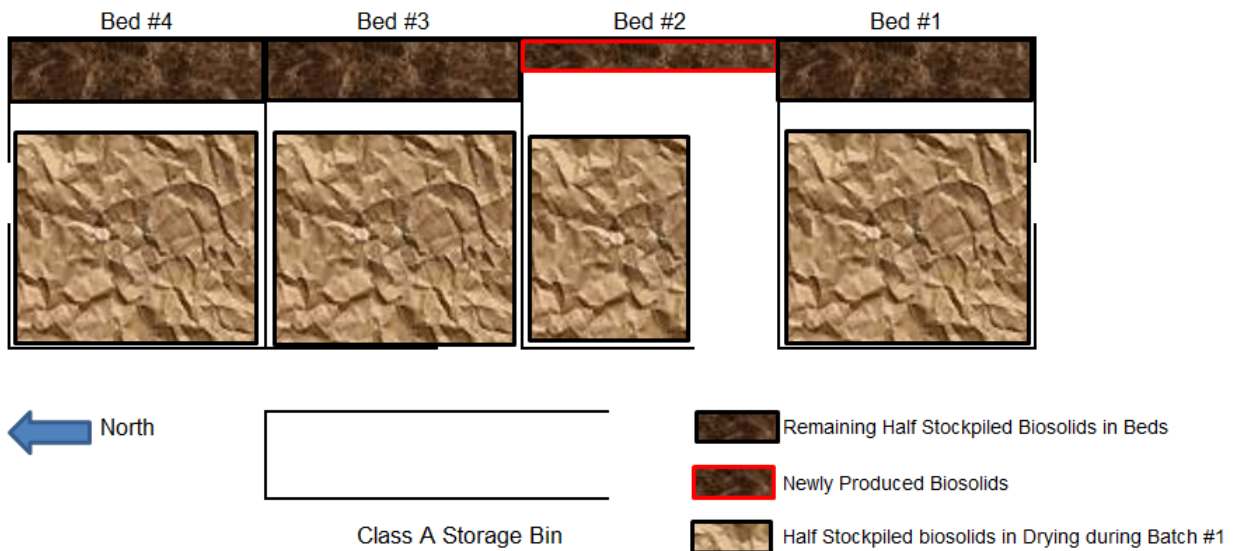 Bed #4
Bed #3
Bed #2
Bed #1
North
Remaining Half Stockpiled Biosolids in Beds
Newly Produced Biosolids
Class A Storage Bin
Half Stockpiled biosolids in Drying during Batch #1